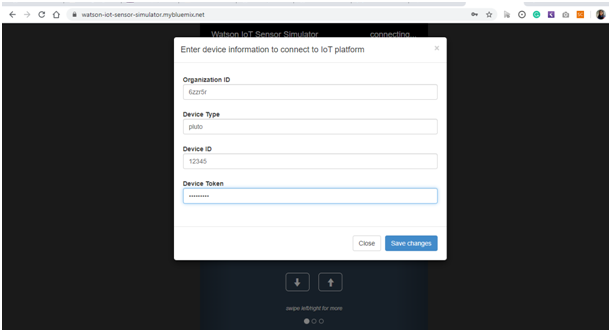 watson-iot-sensor-simulator.mybluemix.net
Watson IoT Sensor Simulator connecting...
Enter device information to connect to IoT platform ×
Organization ID
6zzr5r
Device Type
pluto
Device ID
12345
Device Token
•••••••••
Close Save changes
swipe left/right for more